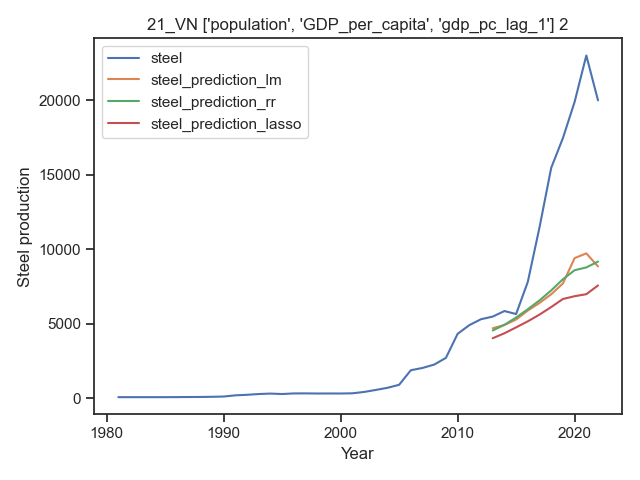 21_VN ['population', 'GDP_per_capita', 'gdp_pc_lag_1'] 2
steel
steel_prediction_lm
steel_prediction_rr
steel_prediction_lasso
20000
15000
10000
5000
0
Steel production
1980
1990
2000
2010
2020
Year